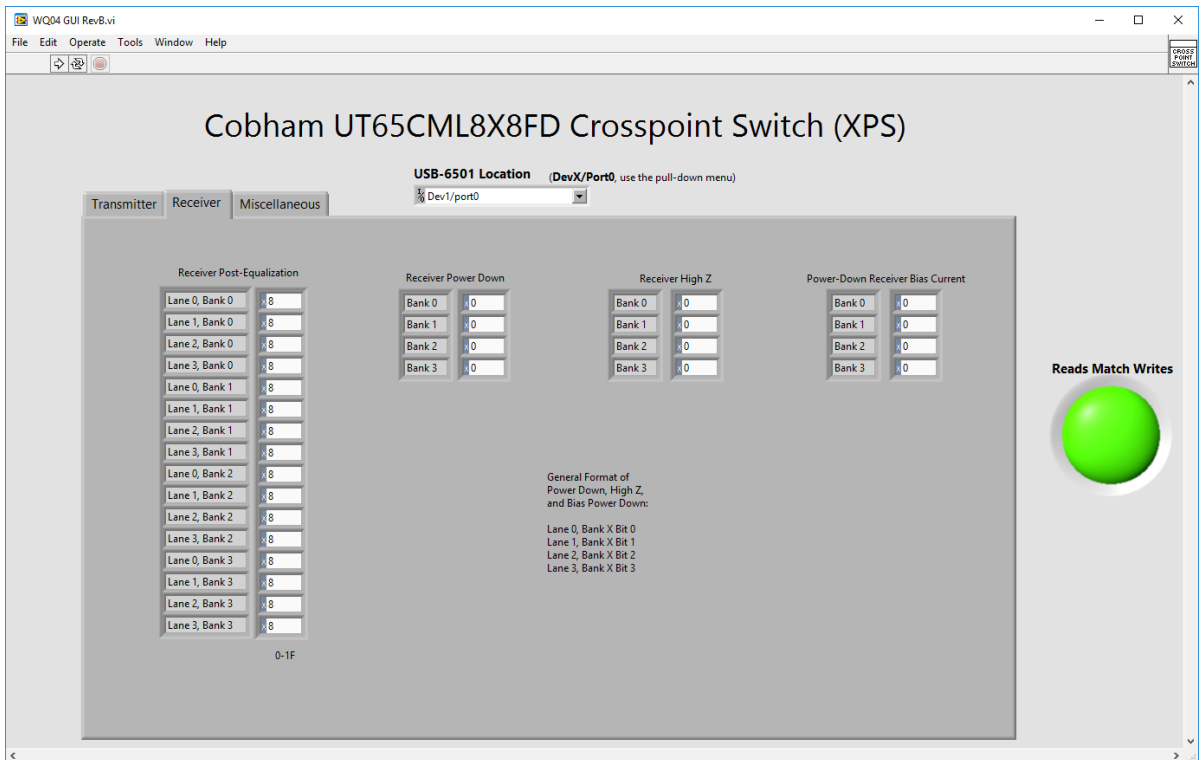 WQ04 GUI RevB.vi
File Edit Operate Tools Window Help
CROSS
POINT
SWITCH
Cobham UT65CML8X8FD Crosspoint Switch (XPS)
USB-6501 Location (DevX/Port0, use the pull-down menu)
I/O Dev1/port0
Transmitter Receiver Miscellaneous
Receiver Post-Equalization
Lane 0, Bank 0 x 8
Lane 1, Bank 0 x 8
Lane 2, Bank 0 x 8
Lane 3, Bank 0 x 8
Lane 0, Bank 1 x 8
Lane 1, Bank 1 x 8
Lane 2, Bank 1 x 8
Lane 3, Bank 1 x 8
Lane 0, Bank 2 x 8
Lane 1, Bank 2 x 8
Lane 2, Bank 2 x 8
Lane 3, Bank 2 x 8
Lane 0, Bank 3 x 8
Lane 1, Bank 3 x 8
Lane 2, Bank 3 x 8
Lane 3, Bank 3 x 8
0-1F
Receiver Power Down
Bank 0 x 0
Bank 1 x 0
Bank 2 x 0
Bank 3 x 0
Receiver High Z
Bank 0 x 0
Bank 1 x 0
Bank 2 x 0
Bank 3 x 0
Power-Down Receiver Bias Current
Bank 0 x 0
Bank 1 x 0
Bank 2 x 0
Bank 3 x 0
General Format of
Power Down, High Z,
and Bias Power Down:
Lane 0, Bank X Bit 0
Lane 1, Bank X Bit 1
Lane 2, Bank X Bit 2
Lane 3, Bank X Bit 3
Reads Match Writes